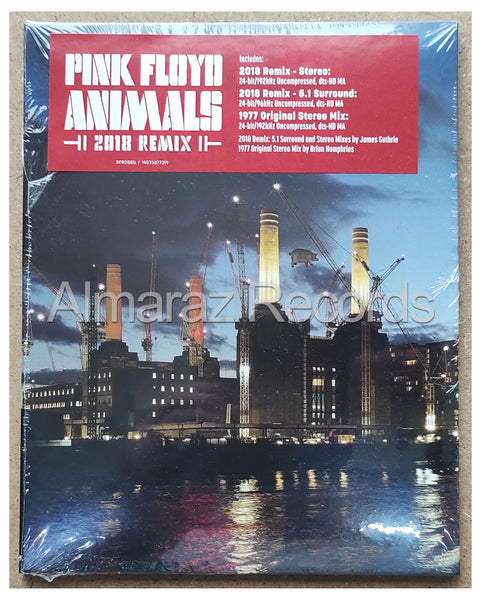 PINK FLOYD
ANIMALS
2018 REMIX
Includes:
2018 Remix - Stereo:
24-bit/192kHz Uncompressed, dts-HD MA
2018 Remix - 5.1 Surround:
24-bit/96kHz Uncompressed, dts-HD MA
1977 Original Stereo Mix:
24-bit/192kHz Uncompressed, dts-HD MA
2018 Remix: 5.1 Surround and Stereo Mixes by James Guthrie
1977 Original Stereo Mix by Brian Humphries
PFR28BD / 19075877319
Almaraz Records